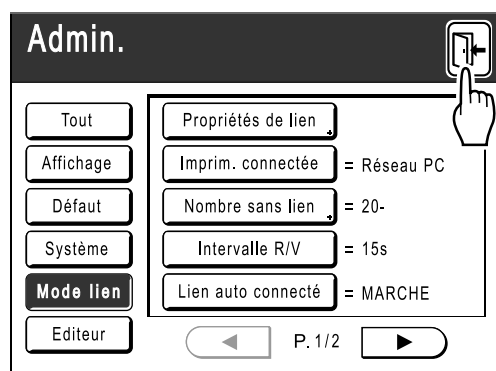 Admin.
Tout
Propriétés de lien
Affichage
Imprim. connectée = Réseau PC
Défaut
Nombre sans lien = 20-
Système
Intervalle R/V = 15s
Mode lien
Lien auto connecté = MARCHE
Editeur
P. 1/2